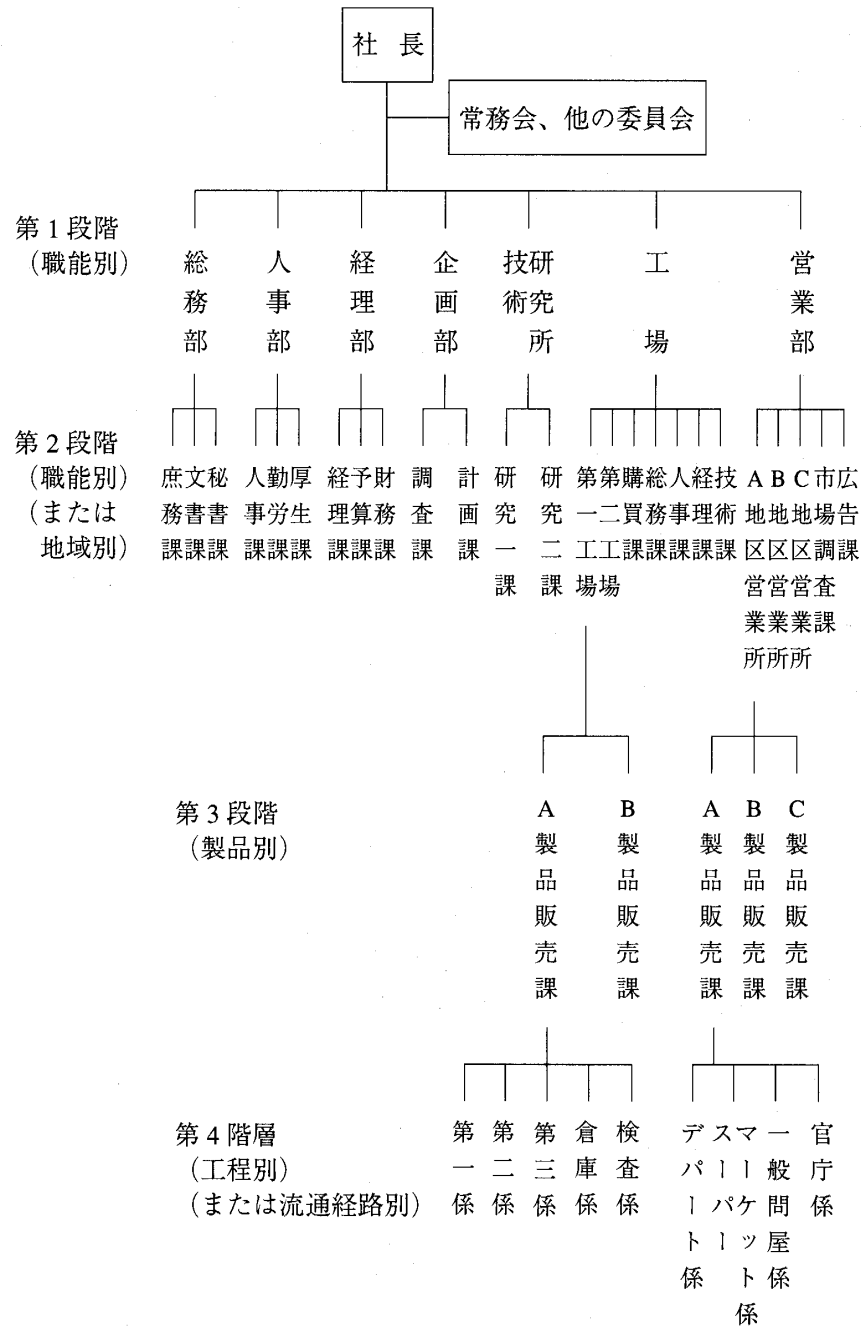 社長
常務会、他の委員会
第1段階
(職能別)
総務部
人事部
経理部
企画部
技術研究所
工場
営業部
第2段階
(職能別)
(または
地域別)
庶務課
文書課
秘書課
人事課
勤労課
厚生課
経理課
予算課
財務課
調査課
計画課
研究一課
研究二課
第一工場
第二工場
購買課
総務課
人事課
経理課
技術課
A地区営業所
B地区営業所
C地区営業所
市場調査課
広告課
第3段階
(製品別)
A製品販売課
B製品販売課
A製品販売課
B製品販売課
C製品販売課
第4階層
(工程別)
(または流通経路別)
第一係
第二係
第三係
倉庫係
検査係
デパート係
スーパーマーケット係
一般問屋係
官庁係